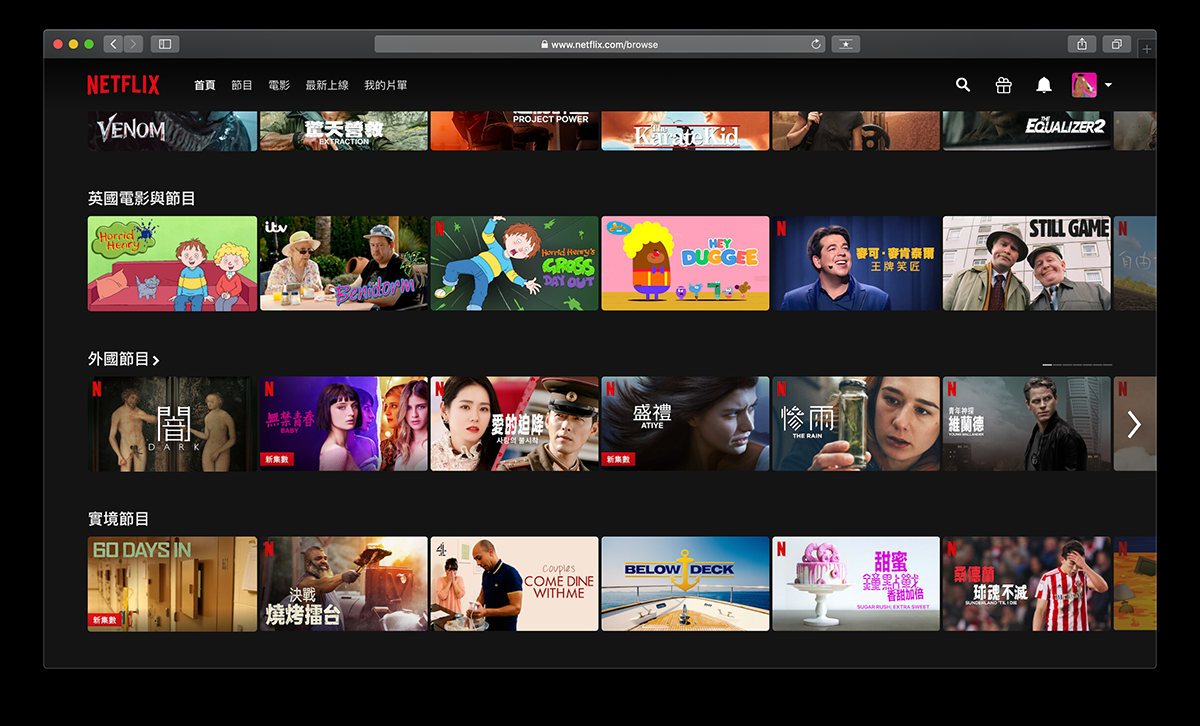 www.netflix.com/browse
NETFLIX
首頁 節目 電影 最新上線 我的片單
VENOM
驚天營救
EXTRACTION
PROJECT POWER
The
KarateKid
THE
EQUALIZER 2
英國電影與節目
Horrid
Henry
itv
Benidorm
N
Horrid Henry's
GROSS
DAY OUT
HEY
DUGGEE
N
麥可·麥肯泰爾
王牌笑匠
STILL GAME
N
自由
外國節目
N
闇
DARK
N
無禁青春
BABY
新集數
N
愛的迫降
사랑의 불시착
N
盛禮
ATIYE
新集數
N
慘雨
THE RAIN
N
青年神探
維蘭德
YOUNG WALLANDER
N
實境節目
60 DAYS IN
新集數
N
決戰
燒烤擂台
4
couples
COME DINE
WITH ME
BELOW DECK
N
甜蜜
鐘點戰
香甜加倍
SUGAR RUSH: EXTRA SWEET
N
桑德蘭
球魂不滅
SUNDERLAND 'TIL I DIE
N